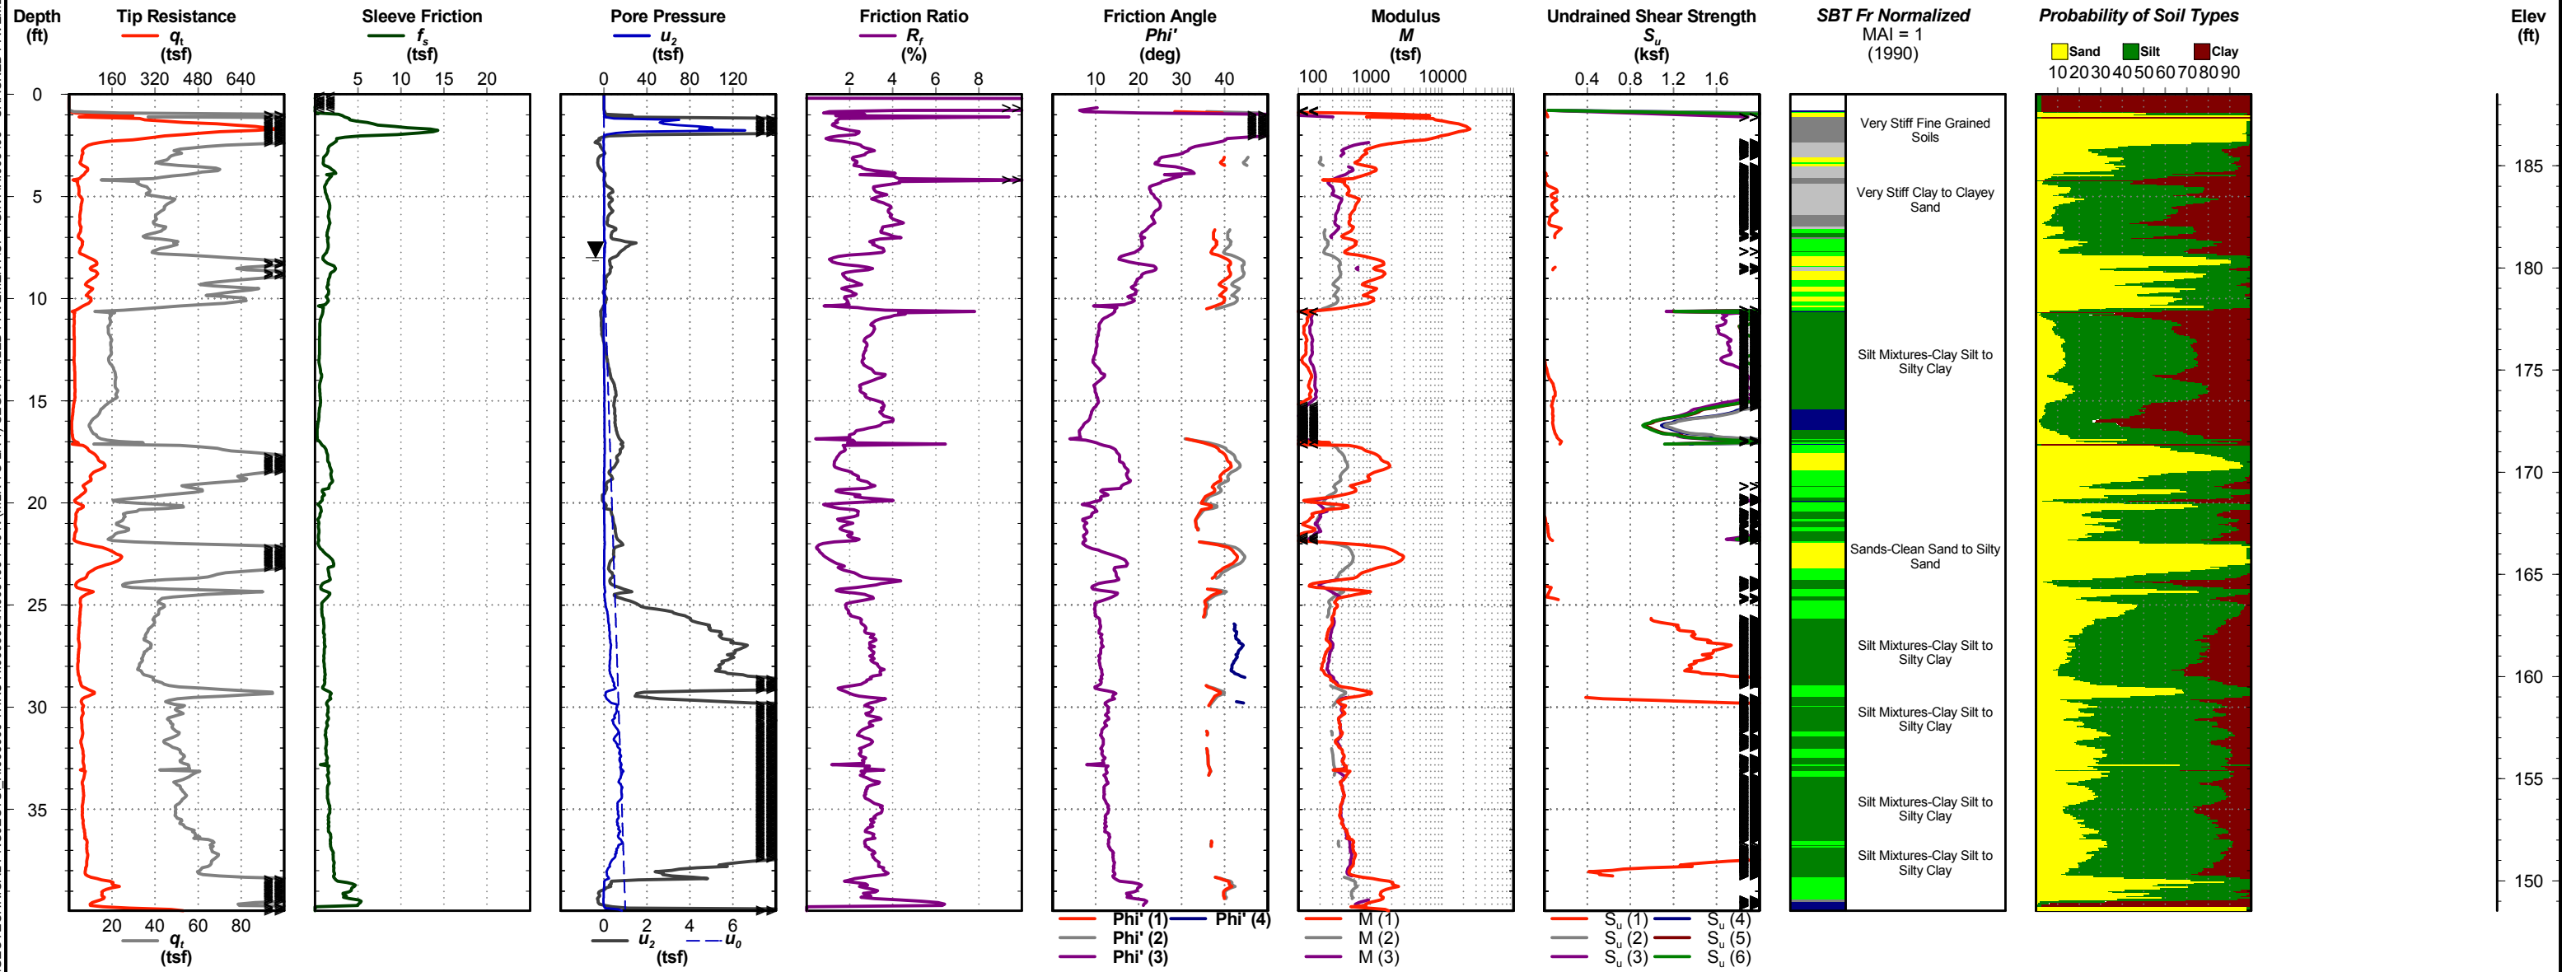 Depth
(ft)
Tip Resistance
qt
(tsf)
160 320 480 640
Sleeve Friction
fs
(tsf)
5 10 15 20
Pore Pressure
u2
(tsf)
0 40 80 120
Friction Ratio
Rf
(%)
2 4 6 8
Friction Angle
Phi'
(deg)
10 20 30 40
Modulus
M
(tsf)
100 1000 10000
Undrained Shear Strength
Su
(ksf)
0.4 0.8 1.2 1.6
SBT Fr Normalized
MAI = 1
(1990)
Probability of Soil Types
Sand Silt Clay
10 20 30 40 50 60 70 80 90
Elev
(ft)
0
5
10
15
20
25
30
35
>>
>>
Very Stiff Fine Grained
Soils
Very Stiff Clay to Clayey
Sand
Silt Mixtures-Clay Silt to
Silty Clay
Sands-Clean Sand to Silty
Sand
Silt Mixtures-Clay Silt to
Silty Clay
Silt Mixtures-Clay Silt to
Silty Clay
Silt Mixtures-Clay Silt to
Silty Clay
Silt Mixtures-Clay Silt to
Silty Clay
185
180
175
170
165
160
155
150
20 40 60 80
qt
(tsf)
0 2 4 6
u2 u0
(tsf)
Phi' (1) Phi' (4)
Phi' (2)
Phi' (3)
M (1)
M (2)
M (3)
Su (1) Su (4)
Su (2) Su (5)
Su (3) Su (6)